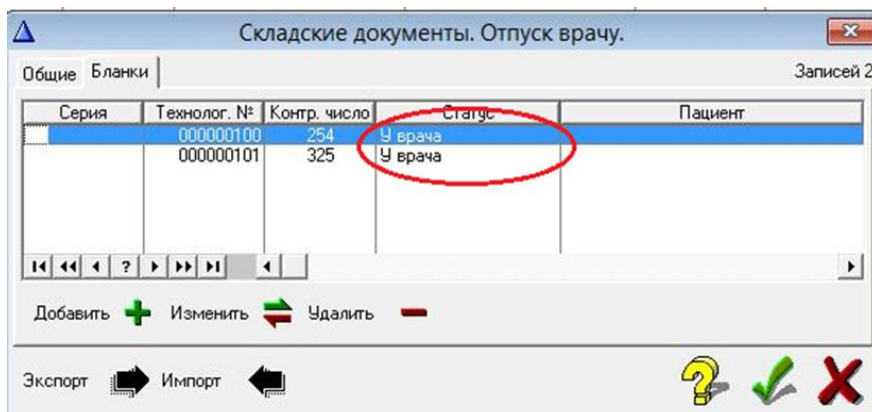 Складские документы. Отпуск врачу.
Общие Бланки Записей 2
Серия Технолог. № Контр. число Статус Пациент
000000100 254 У врача
000000101 325 У врача
?
Добавить Изменить Удалить
Экспорт Импорт